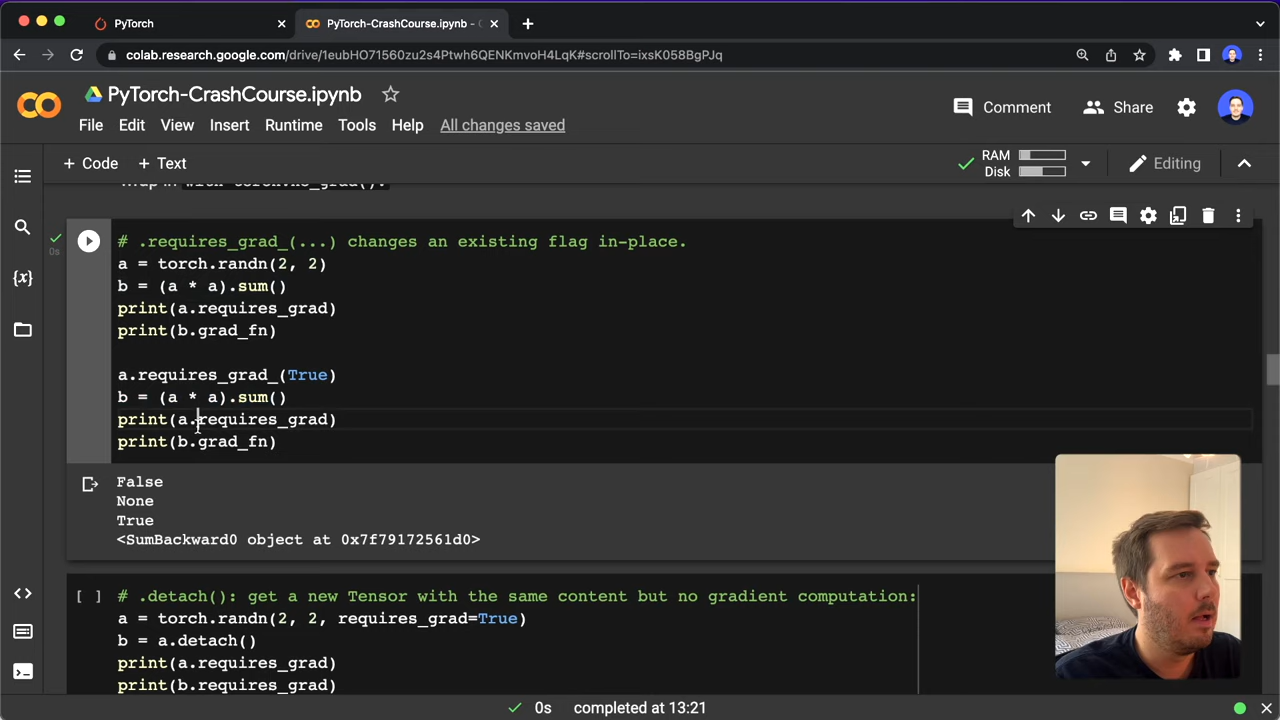 PyTorch
PyTorch-CrashCourse.ipynb -
colab.research.google.com/drive/1eubHO71560zu2s4Ptwh6QENKmvoH4LqK#scrollTo=ixsK058BgPJq
PyTorch-CrashCourse.ipynb
Comment
Share
File Edit View Insert Runtime Tools Help All changes saved
+ Code + Text
RAM
Disk
Editing
# .requires_grad_(...) changes an existing flag in-place.
a = torch.randn(2, 2)
b = (a * a).sum()
print(a.requires_grad)
print(b.grad_fn)
a.requires_grad_(True)
b = (a * a).sum()
print(a.requires_grad)
print(b.grad_fn)
0s
False
None
True
<SumBackward0 object at 0x7f79172561d0>
[ ] # .detach(): get a new Tensor with the same content but no gradient computation:
a = torch.randn(2, 2, requires_grad=True)
b = a.detach()
print(a.requires_grad)
print(b.requires_grad)
0s completed at 13:21